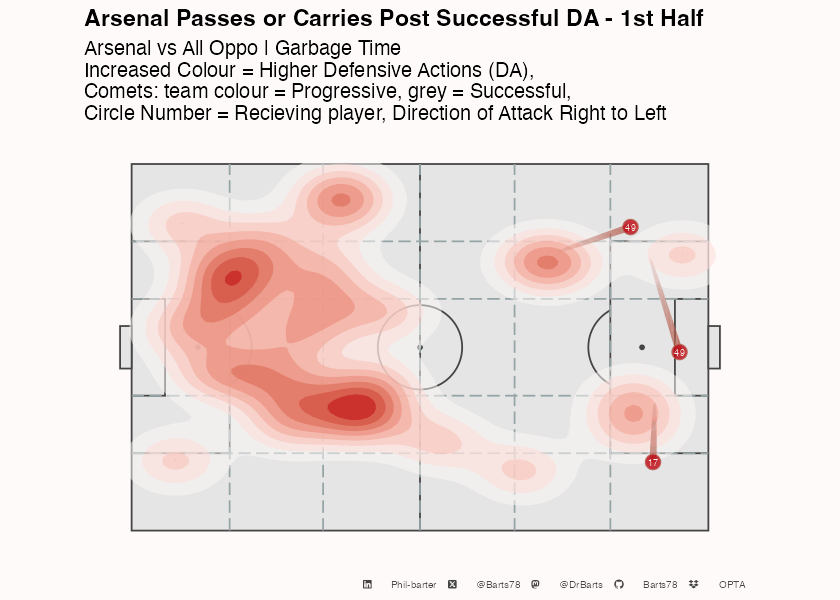 Arsenal Passes or Carries Post Successful DA - 1st Half
Arsenal vs All Oppo | Garbage Time
Increased Colour = Higher Defensive Actions (DA),
Comets: team colour = Progressive, grey = Successful,
Circle Number = Recieving player, Direction of Attack Right to Left
49
49
17
Phil-barter @Barts78 @DrBarts Barts78 OPTA